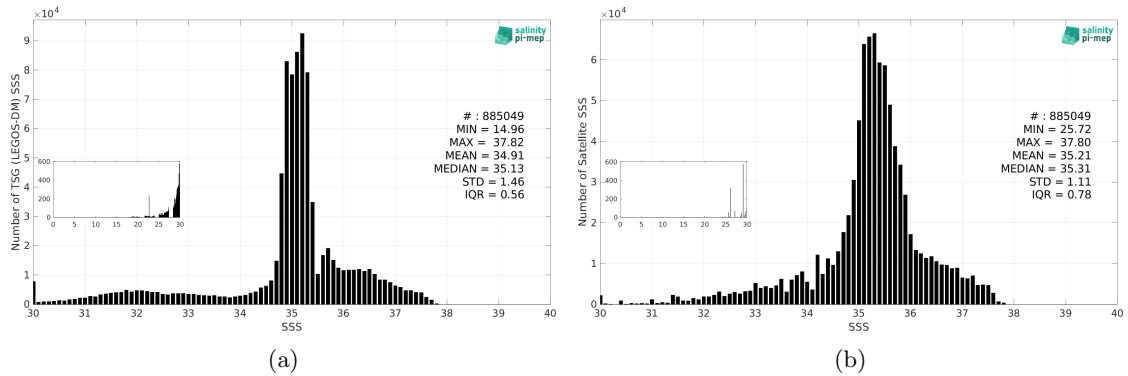 ×10⁴
9
8
7
6
5
4
3
2
1
0
Number of TSG (LEGOS-DM) SSS
salinity
pi-mep
# : 885049
MIN = 14.96
MAX = 37.82
MEAN = 34.91
MEDIAN = 35.13
STD = 1.46
IQR = 0.56
600
400
200
0
0 5 10 15 20 25 30
30 31 32 33 34 35 36 37 38 39 40
SSS
(a)
×10⁴
6
5
4
3
2
1
0
Number of Satellite SSS
salinity
pi-mep
# : 885049
MIN = 25.72
MAX = 37.80
MEAN = 35.21
MEDIAN = 35.31
STD = 1.11
IQR = 0.78
600
400
200
0
0 5 10 15 20 25 30
30 31 32 33 34 35 36 37 38 39 40
SSS
(b)